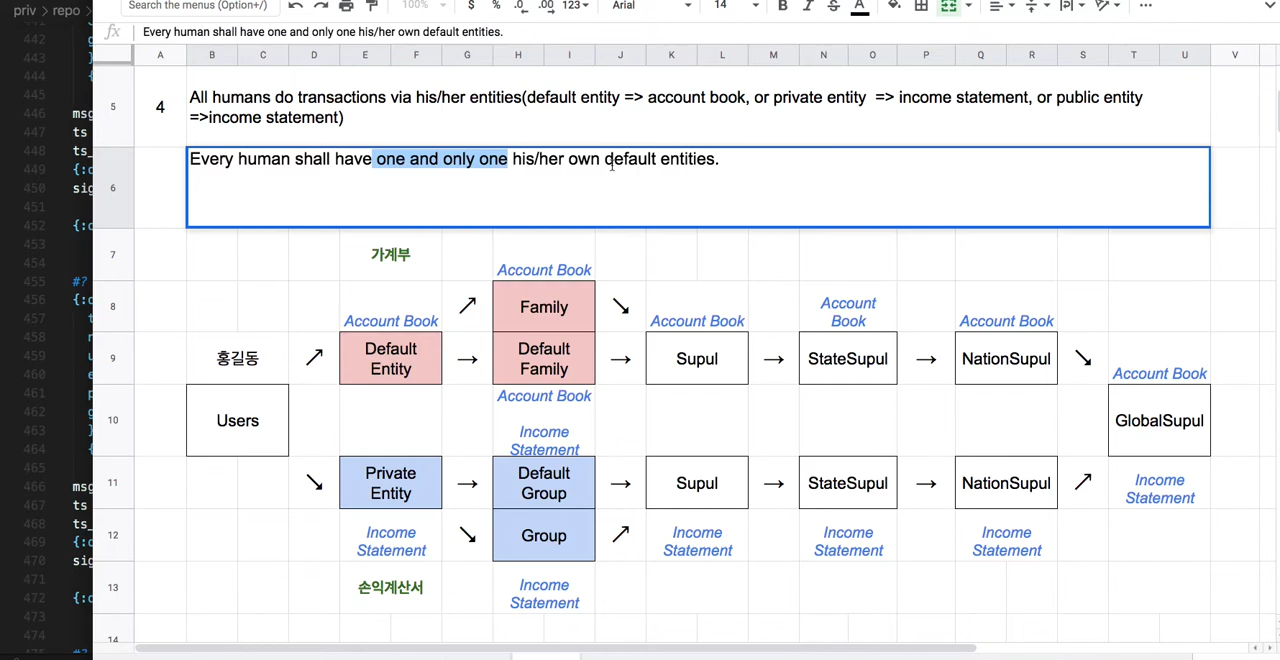 priv > repo >
Search the menus (Option+/)
100%
$ % .0 .00 123
Arial
14
B I S A
fx
Every human shall have one and only one his/her own default entities.
A B C D E F G H I J K L M N O P Q R S T U V
441
442
443
444
445
446
447
448
449
450
451
452
453
454
455
456
457
458
459
460
461
462
463
464
465
466
467
468
469
470
471
472
473
474
msg
ts
ts_
{:c
sig
{:
#?
{:
msg
ts
ts_
{:
sig
{:
#?
5
4
All humans do transactions via his/her entities(default entity => account book, or private entity => income statement, or public entity
=>income statement)
6
Every human shall have one and only one his/her own default entities.
7
가계부
Account Book
8
Family
Account
Book
Account Book
Account Book
Account Book
9
홍길동
Default
Entity
Default
Family
Supul
StateSupul
NationSupul
Account Book
10
Users
Account Book
Income
Statement
GlobalSupul
11
Private
Entity
Default
Group
Supul
StateSupul
NationSupul
Income
Statement
12
Income
Statement
Group
Income
Statement
Income
Statement
Income
Statement
13
손익계산서
Income
Statement
14